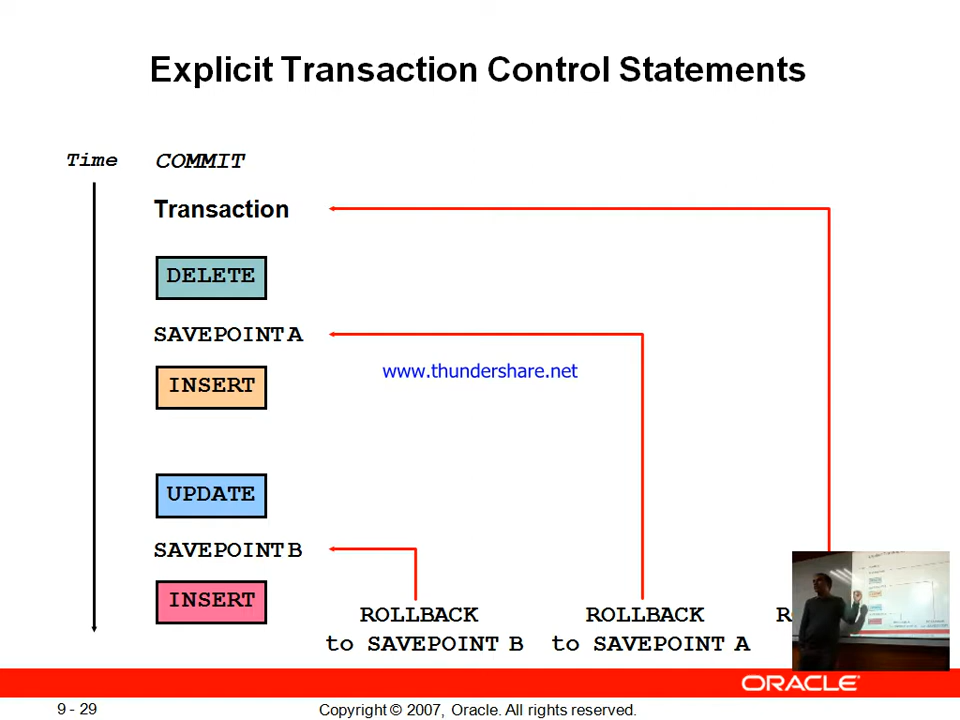 Explicit Transaction Control Statements
Time COMMIT
Transaction
DELETE
SAVEPOINT A
INSERT
www.thundershare.net
UPDATE
SAVEPOINT B
INSERT
ROLLBACK
to SAVEPOINT B
ROLLBACK
to SAVEPOINT A
ORACLE
9 - 29
Copyright © 2007, Oracle. All rights reserved.